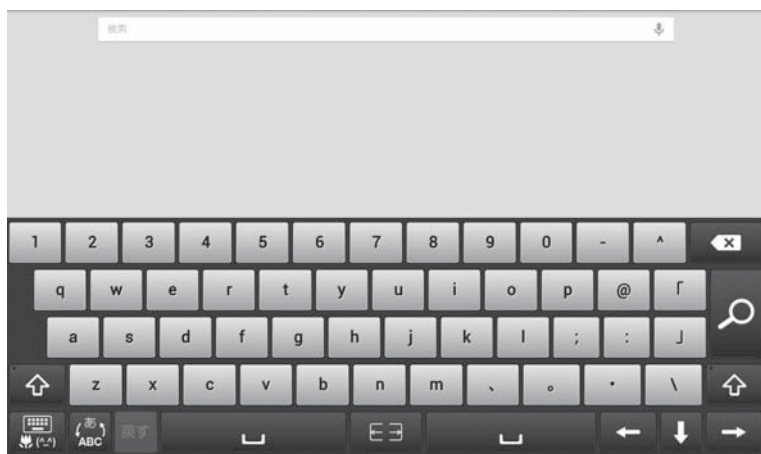 検索
1 2 3 4 5 6 7 8 9 0 - ^
q w e r t y u i o p @ 「
a s d f g h j k l ; : 」
z x c v b n m 、 。 ・ \
(^_^) あ ABC 戻す